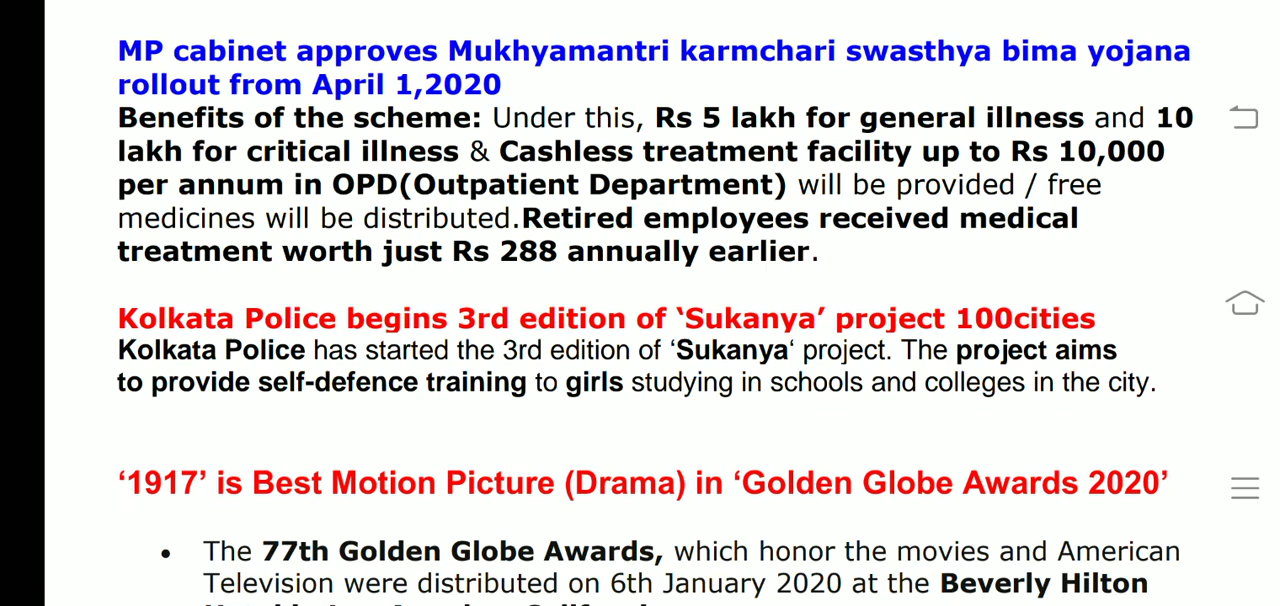 MP cabinet approves Mukhyamantri karmchari swasthya bima yojana
rollout from April 1,2020
Benefits of the scheme: Under this, Rs 5 lakh for general illness and 10
lakh for critical illness & Cashless treatment facility up to Rs 10,000
per annum in OPD(Outpatient Department) will be provided / free
medicines will be distributed.Retired employees received medical
treatment worth just Rs 288 annually earlier.
Kolkata Police begins 3rd edition of ‘Sukanya’ project 100cities
Kolkata Police has started the 3rd edition of ‘Sukanya‘ project. The project aims
to provide self-defence training to girls studying in schools and colleges in the city.
‘1917’ is Best Motion Picture (Drama) in ‘Golden Globe Awards 2020’
• The 77th Golden Globe Awards, which honor the movies and American
Television were distributed on 6th January 2020 at the Beverly Hilton